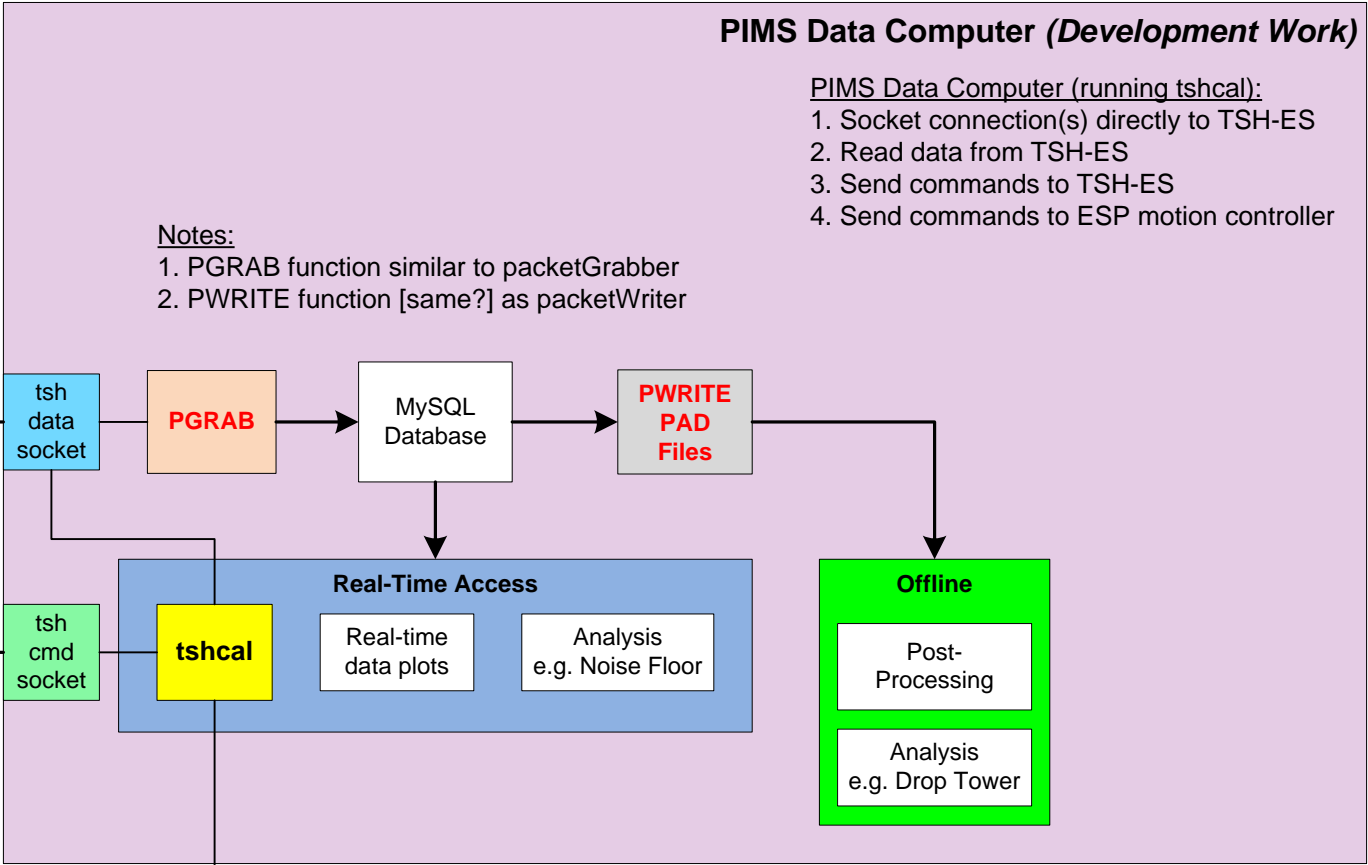 PIMS Data Computer (Development Work)
PIMS Data Computer (running tshcal):
1. Socket connection(s) directly to TSH-ES
2. Read data from TSH-ES
3. Send commands to TSH-ES
4. Send commands to ESP motion controller
Notes:
1. PGRAB function similar to packetGrabber
2. PWRITE function [same?] as packetWriter
tsh
data
socket
PGRAB
MySQL
Database
PWRITE
PAD
Files
Real-Time Access
tsh
cmd
socket
tshcal
Real-time
data plots
Analysis
e.g. Noise Floor
Offline
Post-
Processing
Analysis
e.g. Drop Tower